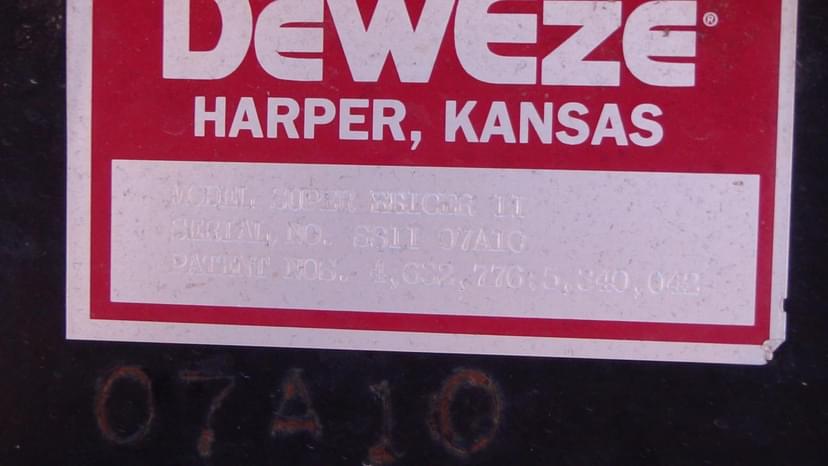 DEWEZE®
HARPER, KANSAS
MODEL SUPER SLICER II
SERIAL NO. SSII 07A10
PATENT NOS. 4,632,776:5,340,042
07A10